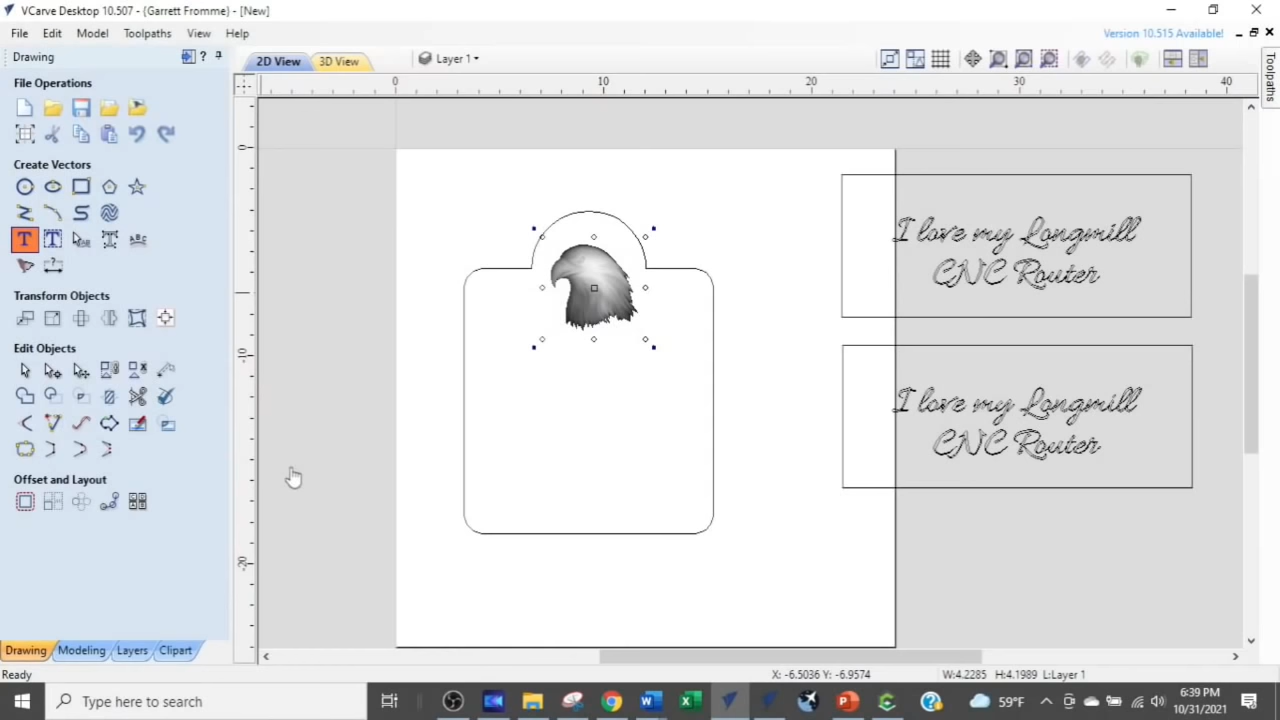 VCarve Desktop 10.507 - {Garrett Fromme} - [New]
File Edit Model Toolpaths View Help
Version 10.515 Available!
Drawing
2D View 3D View Layer 1
Toolpaths
File Operations
0 10 20 30 40
Create Vectors
0
-10
-20
T T T ABC
Transform Objects
Edit Objects
Offset and Layout
I love my Longmill
CNC Router
I love my Longmill
CNC Router
Drawing Modeling Layers Clipart
Ready
X: -6.5036 Y: -6.9574
W:4.2285 H:4.1989 L:Layer 1
Type here to search
59°F
6:39 PM
10/31/2021